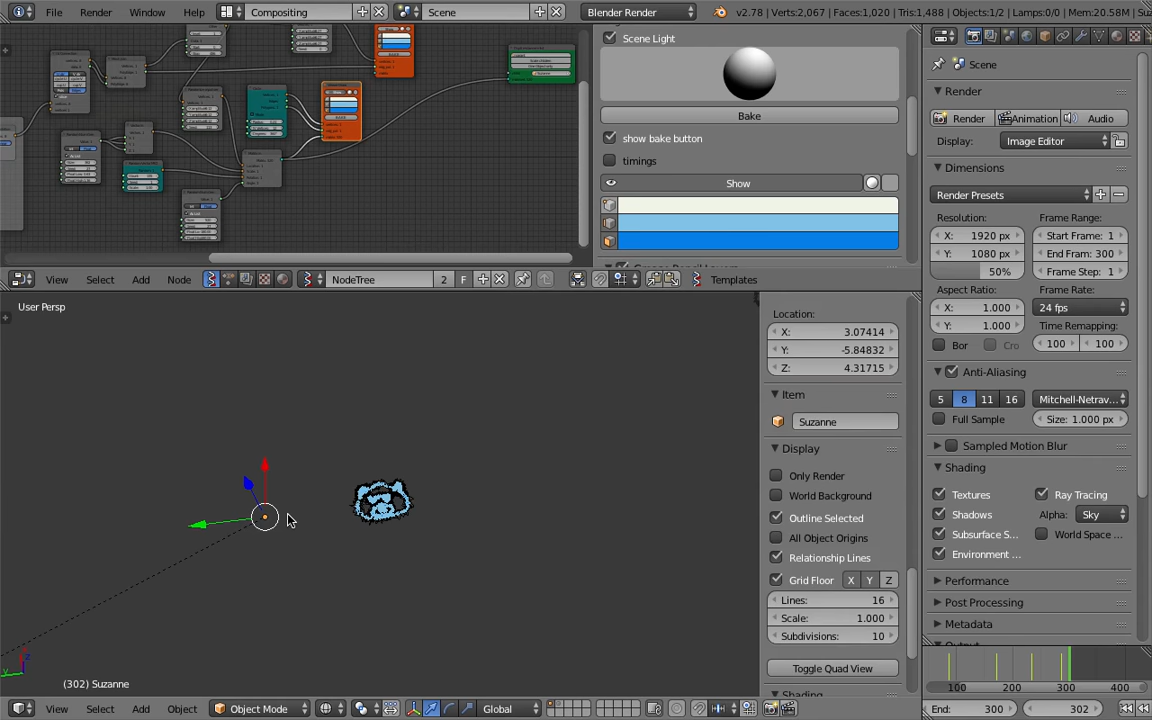 File Render Window Help Compositing Scene Blender Render v2.78 | Verts:2,067 | Faces:1,020 | Tris:1,488 | Objects:1/2 | Lamps:0/0 | Mem:20.58M | Suz
Scene Light
Bake
show bake button
timings
Show
View Select Add Node NodeTree 2 F Templates
User Persp
(302) Suzanne
View Select Add Object Object Mode Global
Location:
X: 3.07414
Y: -5.84832
Z: 4.31715
Item
Suzanne
Display
Only Render
World Background
Outline Selected
All Object Origins
Relationship Lines
Grid Floor X Y Z
Lines: 16
Scale: 1.000
Subdivisions: 10
Toggle Quad View
Shading
Scene
Render
Render Animation Audio
Display: Image Editor
Dimensions
Render Presets
Resolution: Frame Range:
X: 1920 px Start Frame: 1
Y: 1080 px End Fram: 300
50% Frame Step: 1
Aspect Ratio: Frame Rate:
X: 1.000 24 fps
Y: 1.000 Time Remapping:
Bor Cro 100 100
Anti-Aliasing
5 8 11 16 Mitchell-Netrav...
Full Sample Size: 1.000 px
Sampled Motion Blur
Shading
Textures Ray Tracing
Shadows Alpha: Sky
Subsurface S... World Space ...
Environment ...
Performance
Post Processing
Metadata
Output
100 200 300 400
End: 300 302